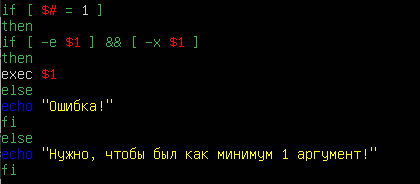 if [ $# = 1 ]
then
if [ -e $1 ] && [ -x $1 ]
then
exec $1
else
echo "Ошибка!"
fi
else
echo "Нужно, чтобы был как минимум 1 аргумент!"
fi